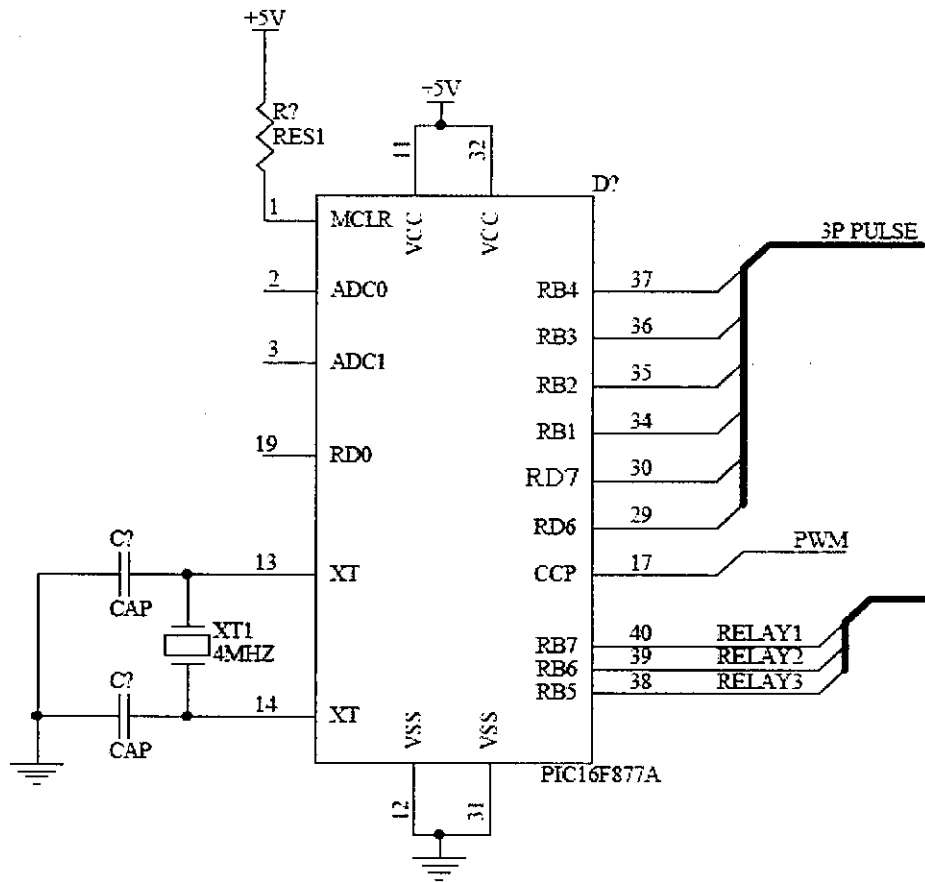 +5V
R?
RES1
+5V
11
32
D?
1
MCLR
VCC
VCC
3P PULSE
2
ADC0
RB4
37
RB3
36
3
ADC1
RB2
35
RB1
34
19
RD0
RD7
30
RD6
29
C?
CAP
13
XT
CCP
17
PWM
XT1
4MHZ
RB7
40
RELAY1
RB6
39
RELAY2
RB5
38
RELAY3
C?
CAP
14
XT
VSS
VSS
PIC16F877A
12
31